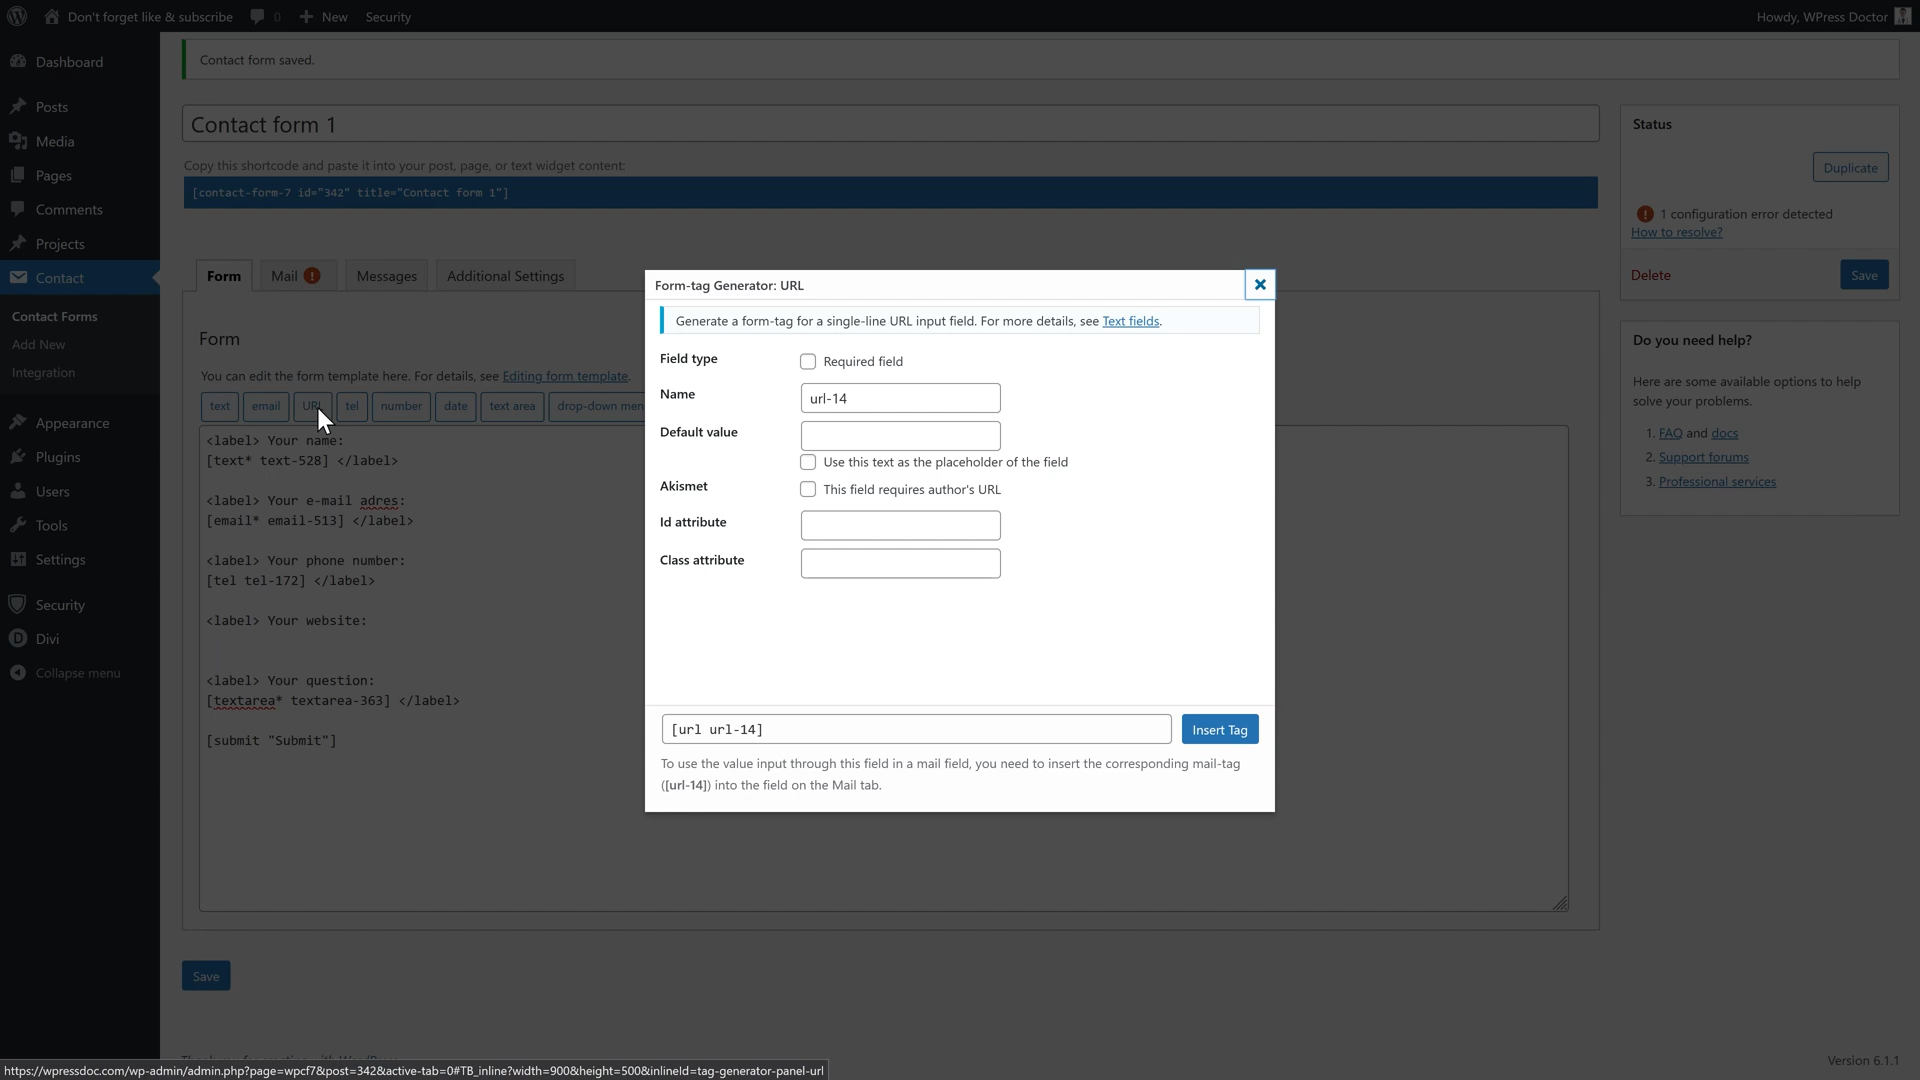 Don't forget like & subscribe
0
New
Security
Howdy, WPress Doctor
Dashboard
Posts
Media
Pages
Comments
Projects
Contact
Contact Forms
Add New
Integration
Appearance
Plugins
Users
Tools
Settings
Security
Divi
Collapse menu
Contact form saved.
Contact form 1
Copy this shortcode and paste it into your post, page, or text widget content:
[contact-form-7 id="342" title="Contact form 1"]
Form
Mail
Messages
Additional Settings
Form
You can edit the form template here. For details, see Editing form template.
text
email
URL
tel
number
date
text area
drop-down men
<label> Your name:
[text* text-528] </label>
<label> Your e-mail adres:
[email* email-513] </label>
<label> Your phone number:
[tel tel-172] </label>
<label> Your website:
<label> Your question:
[textarea* textarea-363] </label>
[submit "Submit"]
Save
Form-tag Generator: URL
Generate a form-tag for a single-line URL input field. For more details, see Text fields.
Field type
Required field
Name
url-14
Default value
Use this text as the placeholder of the field
Akismet
This field requires author's URL
Id attribute
Class attribute
[url url-14]
Insert Tag
To use the value input through this field in a mail field, you need to insert the corresponding mail-tag
([url-14]) into the field on the Mail tab.
Status
Duplicate
1 configuration error detected
How to resolve?
Delete
Save
Do you need help?
Here are some available options to help
solve your problems.
1. FAQ and docs
2. Support forums
3. Professional services
Version 6.1.1
https://wpressdoc.com/wp-admin/admin.php?page=wpcf7&post=342&active-tab=0#TB_inline?width=900&height=500&inlineId=tag-generator-panel-url